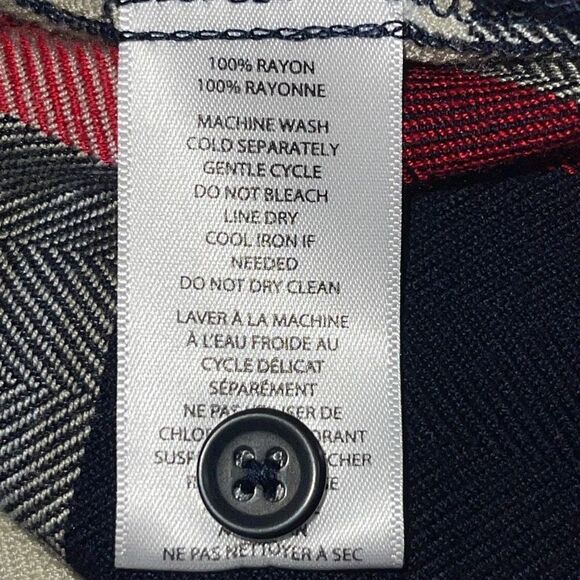 100% RAYON
100% RAYONNE
MACHINE WASH
COLD SEPARATELY
GENTLE CYCLE
DO NOT BLEACH
LINE DRY
COOL IRON IF
NEEDED
DO NOT DRY CLEAN
LAVER À LA MACHINE
À L'EAU FROIDE AU
CYCLE DÉLICAT
SÉPARÉMENT
NE PAS DE
NE PAS NETTOYER À SEC